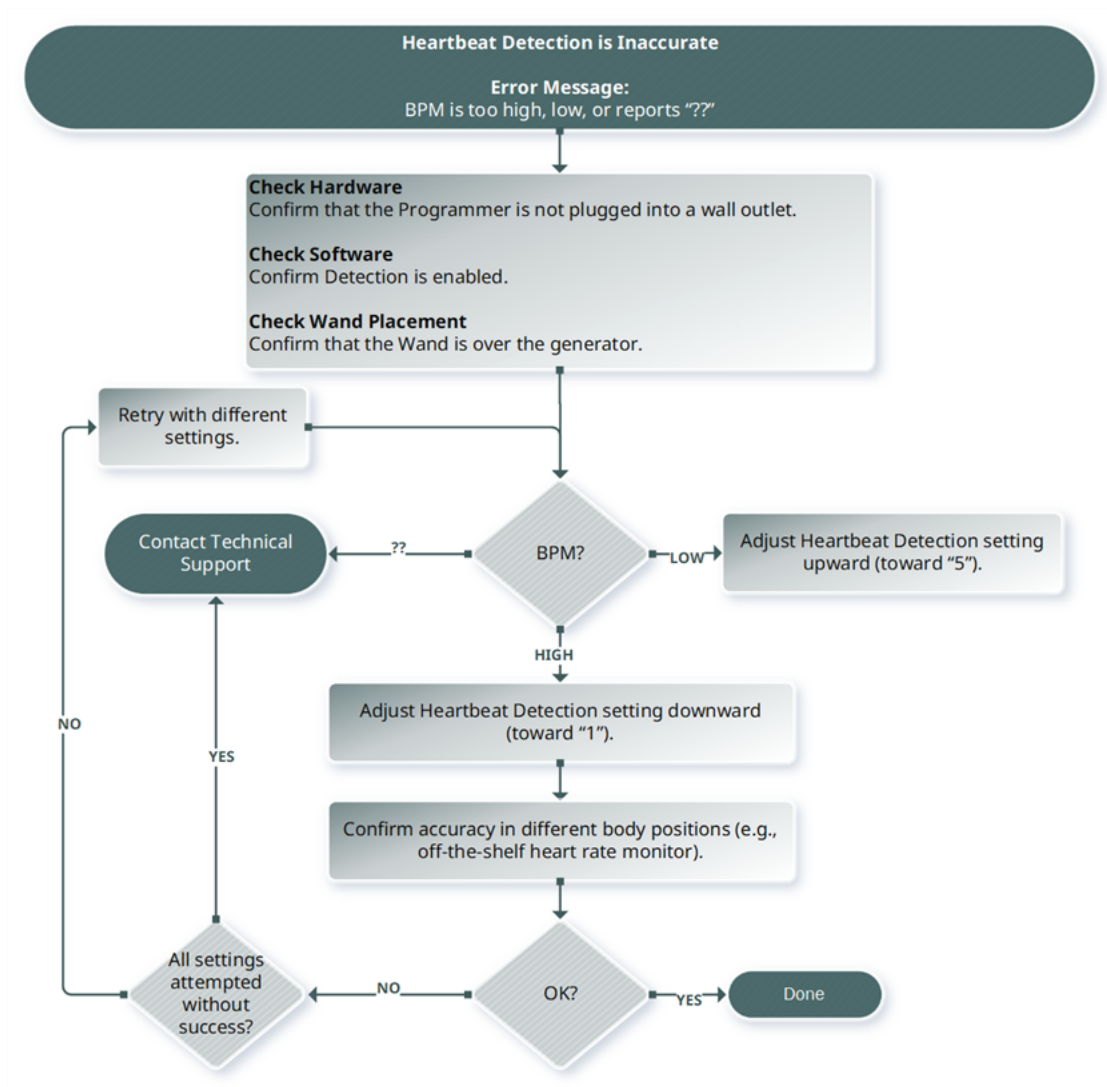 Heartbeat Detection is Inaccurate
Error Message:
BPM is too high, low, or reports “??”
Check Hardware
Confirm that the Programmer is not plugged into a wall outlet.
Check Software
Confirm Detection is enabled.
Check Wand Placement
Confirm that the Wand is over the generator.
Retry with different
settings.
Contact Technical
Support
??
BPM?
LOW
Adjust Heartbeat Detection setting
upward (toward “5”).
HIGH
Adjust Heartbeat Detection setting downward
(toward “1”).
NO
YES
Confirm accuracy in different body positions (e.g.,
off-the-shelf heart rate monitor).
All settings
attempted
without
success?
NO
OK?
YES
Done